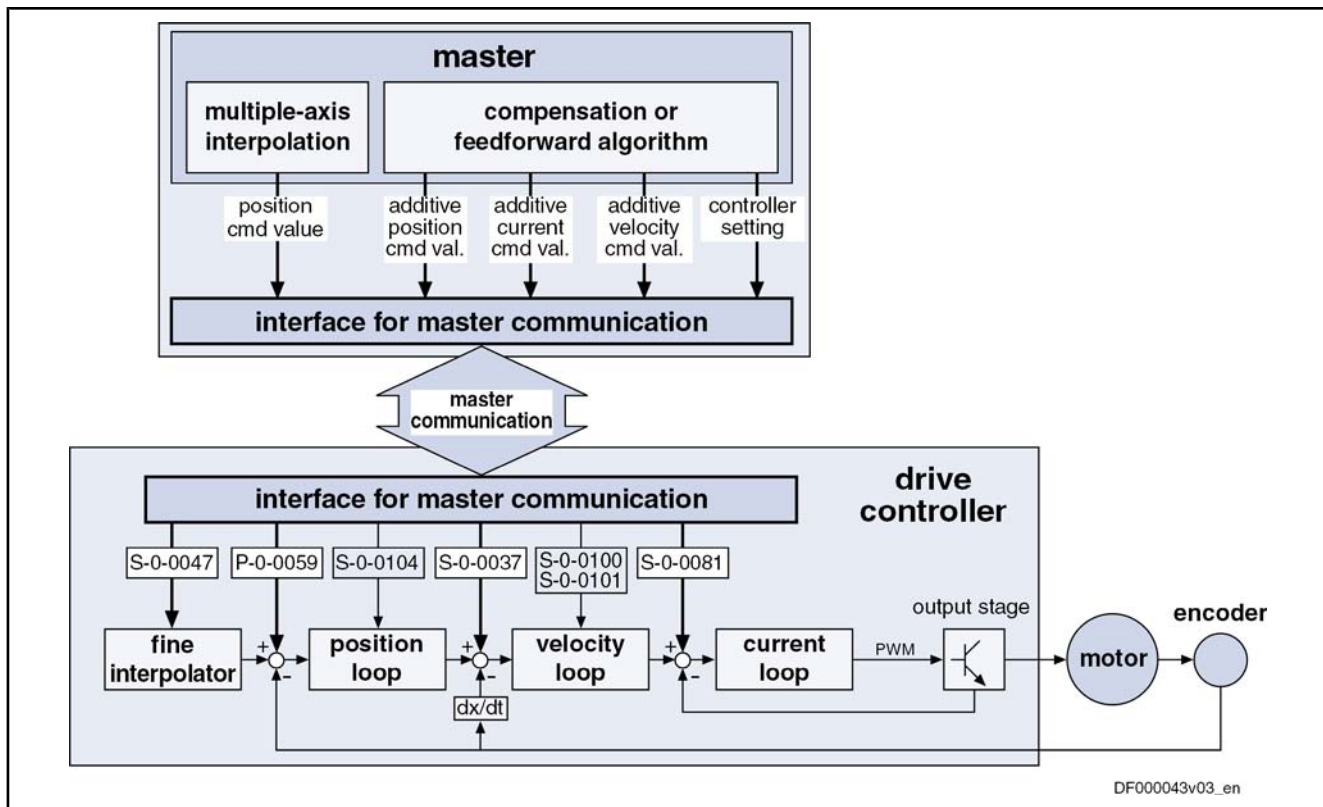 master
multiple-axis
interpolation
compensation or
feedforward algorithm
position
cmd value
additive
position
cmd val.
additive
current
cmd val.
additive
velocity
cmd val.
controller
setting
interface for master communication
master
communication
drive
controller
interface for master communication
S-0-0047
P-0-0059
S-0-0104
S-0-0037
S-0-0100
S-0-0101
S-0-0081
output stage
encoder
fine
interpolator
+
-
position
loop
+
-
velocity
loop
+
-
current
loop
PWM
motor
dx/dt
DF000043v03_en